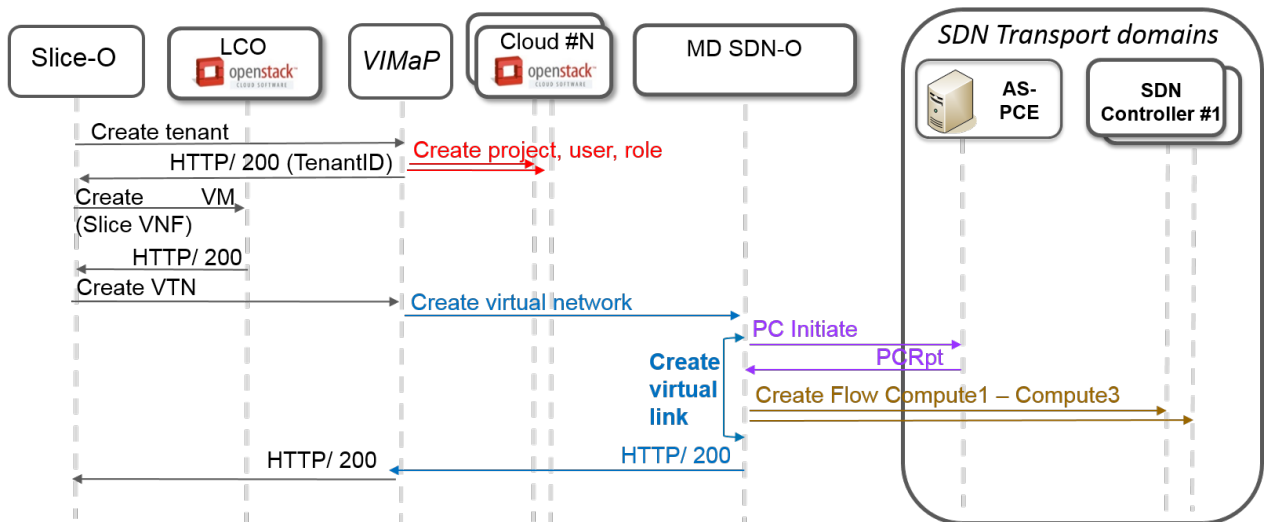 SDN Transport domains
Slice-O
LCO
openstack™
CLOUD SOFTWARE
VIMaP
Cloud #N
openstack™
CLOUD SOFTWARE
MD SDN-O
AS-
PCE
SDN
Controller #1
Create tenant
HTTP/ 200 (TenantID)
Create project, user, role
Create VM
(Slice VNF)
HTTP/ 200
Create VTN
Create virtual network
PC Initiate
PCRpt
Create
virtual
link
Create Flow Compute1 – Compute3
HTTP/ 200
HTTP/ 200